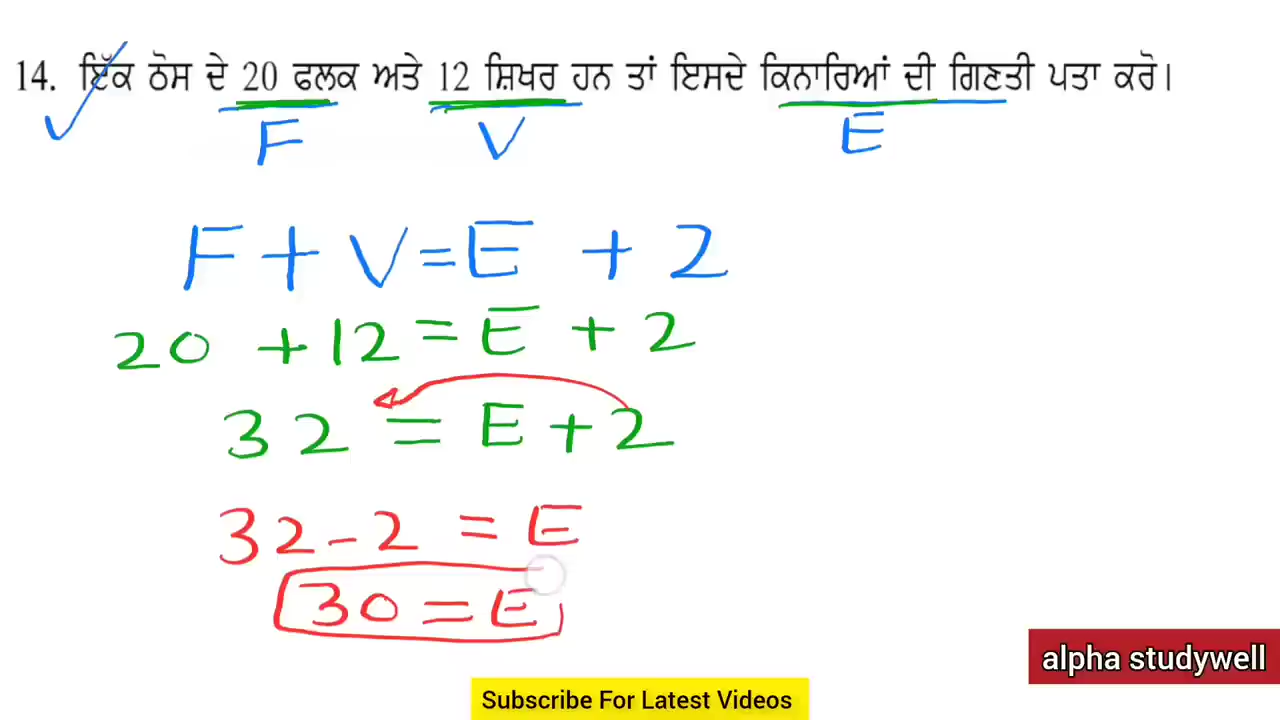 14. ਇੱਕ ਠੋਸ ਦੇ 20 ਫਲਕ ਅਤੇ 12 ਸ਼ਿਖਰ ਹਨ ਤਾਂ ਇਸਦੇ ਕਿਨਾਰਿਆਂ ਦੀ ਗਿਣਤੀ ਪਤਾ ਕਰੋ।
F V E
F + V = E + 2
20 + 12 = E + 2
32 = E + 2
32 - 2 = E
30 = E
alpha studywell
Subscribe For Latest Videos